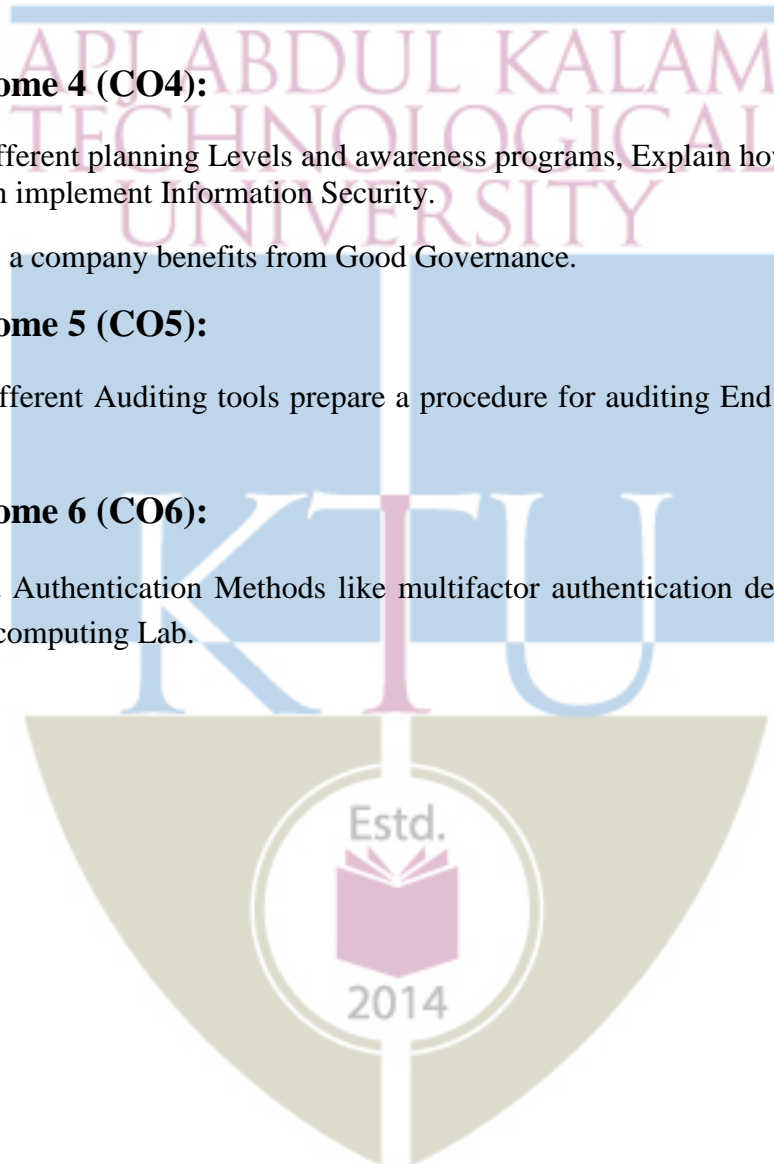 API ABDUL KALAM
TECHNOLOGICAL
UNIVERSITY
ome 4 (CO4):
fferent planning Levels and awareness programs, Explain how
n implement Information Security.
a company benefits from Good Governance.
ome 5 (CO5):
fferent Auditing tools prepare a procedure for auditing End
ome 6 (CO6):
Authentication Methods like multifactor authentication de
computing Lab.
KTU
Estd.
2014